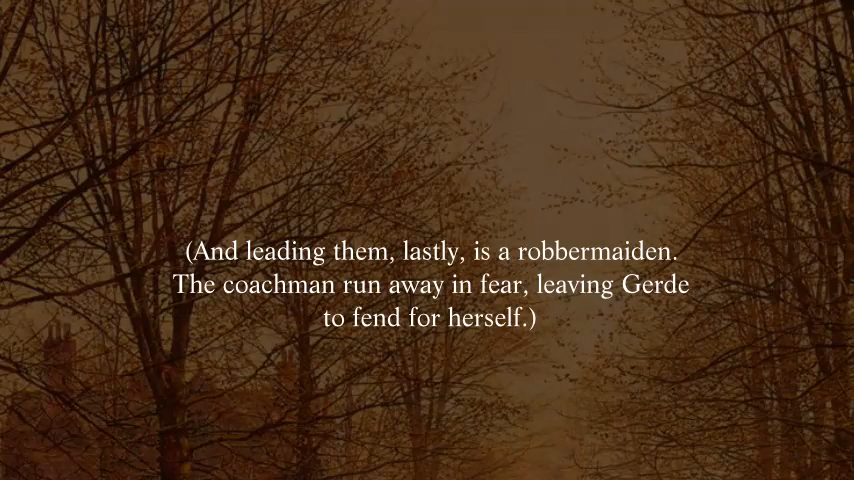 (And leading them, lastly, is a robbermaiden.
The coachman run away in fear, leaving Gerde
to fend for herself.)